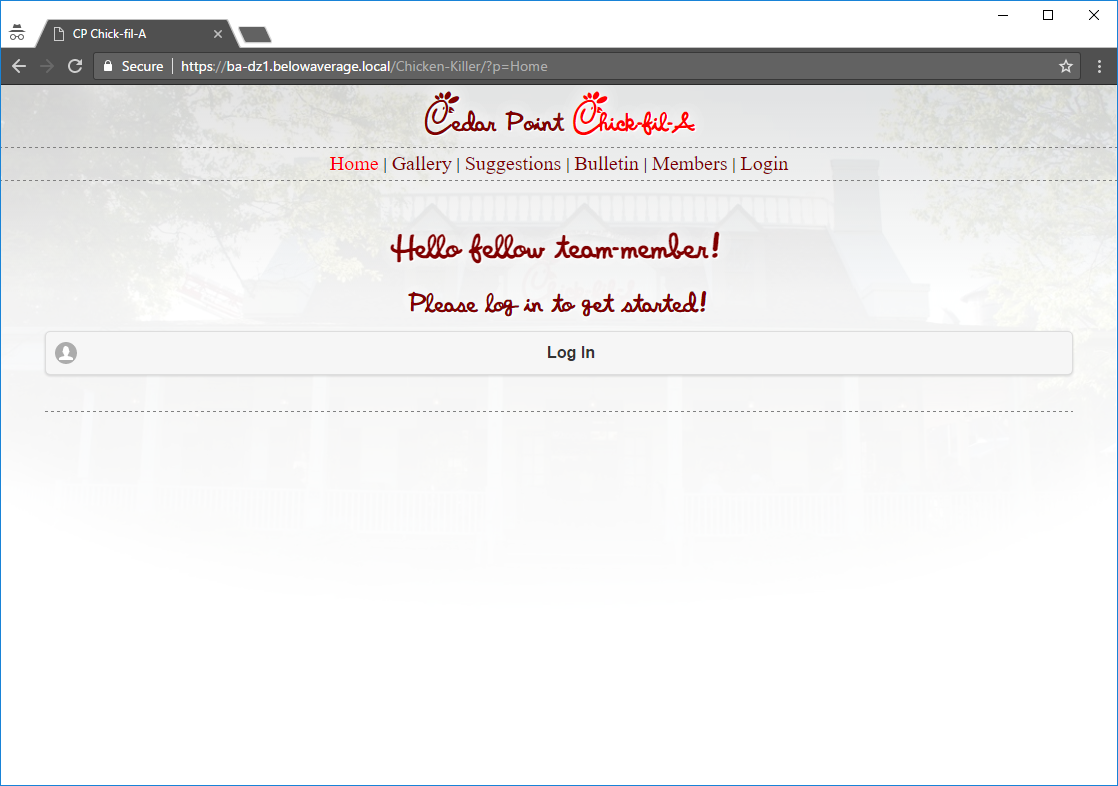 CP Chick-fil-A
Secure | https://ba-dz1.belowaverage.local/Chicken-Killer/?p=Home
Cedar Point Chick-fil-A
Home | Gallery | Suggestions | Bulletin | Members | Login
Hello fellow team-member!
Please log in to get started!
Log In